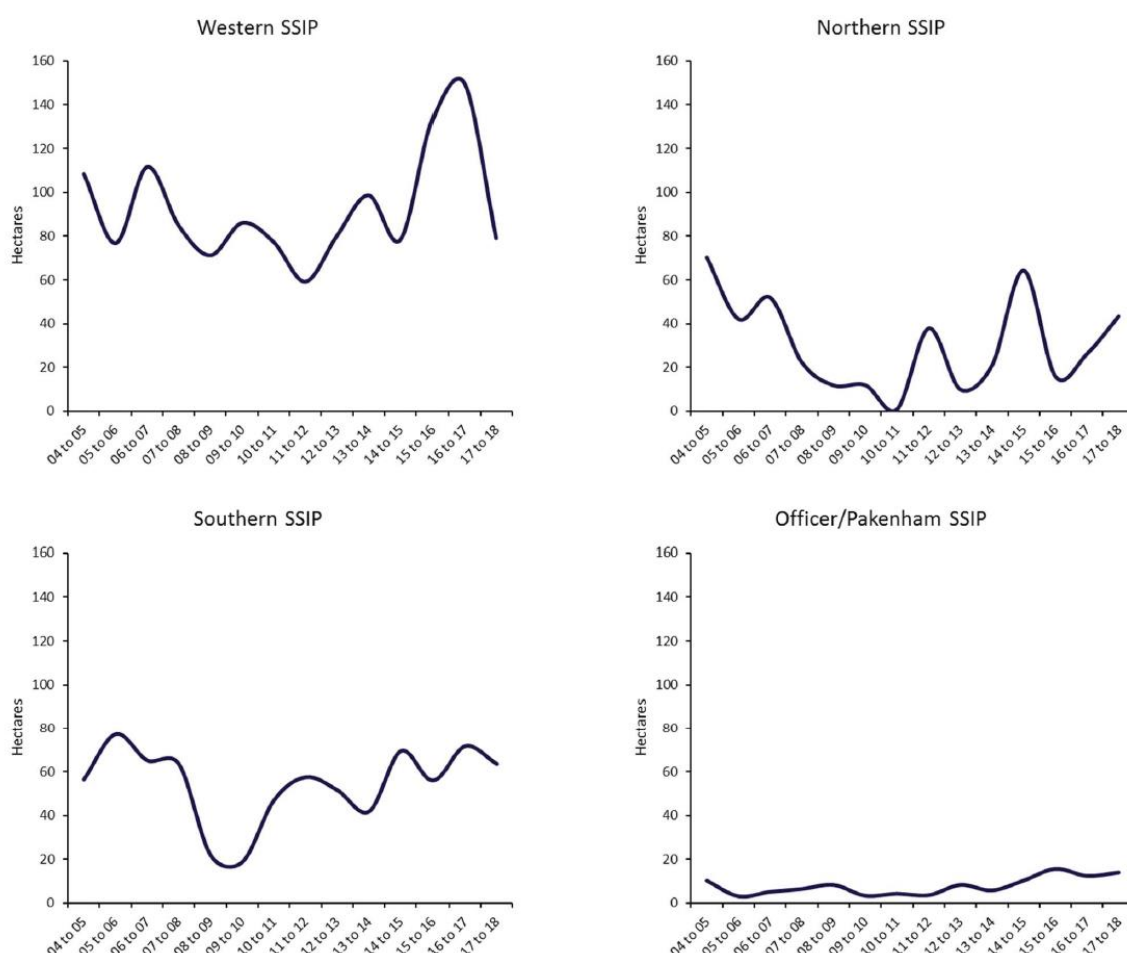 Western SSIP
160
140
120
100
80
60
40
20
0
Hectares
04 to 05
05 to 06
06 to 07
07 to 08
08 to 09
09 to 10
10 to 11
11 to 12
12 to 13
13 to 14
14 to 15
15 to 16
16 to 17
17 to 18
Northern SSIP
160
140
120
100
80
60
40
20
0
Hectares
04 to 05
05 to 06
06 to 07
07 to 08
08 to 09
09 to 10
10 to 11
11 to 12
12 to 13
13 to 14
14 to 15
15 to 16
16 to 17
17 to 18
Southern SSIP
160
140
120
100
80
60
40
20
0
Hectares
04 to 05
05 to 06
06 to 07
07 to 08
08 to 09
09 to 10
10 to 11
11 to 12
12 to 13
13 to 14
14 to 15
15 to 16
16 to 17
17 to 18
Officer/Pakenham SSIP
160
140
120
100
80
60
40
20
0
Hectares
04 to 05
05 to 06
06 to 07
07 to 08
08 to 09
09 to 10
10 to 11
11 to 12
12 to 13
13 to 14
14 to 15
15 to 16
16 to 17
17 to 18